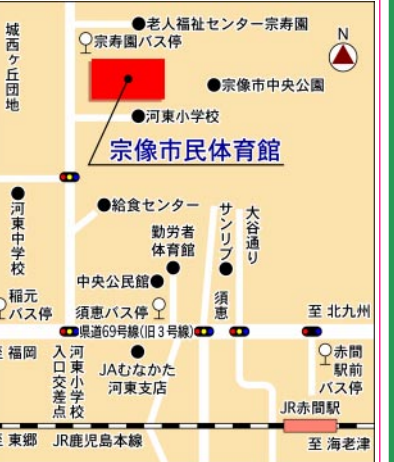 老人福祉センター宗寿園
宗寿園バス停
城西ヶ丘団地
N
宗像市中央公園
河東小学校
宗像市民体育館
給食センター
河東中学校
勤労者
体育館
サンリブ
須恵
大谷通り
中央公民館
稲元
バス停
須恵バス停
至 北九州
県道69号線(旧3号線)
至 福岡
河東小学校
入口交差点
JAむなかた
河東支店
赤間
駅前
バス停
JR赤間駅
至 東郷
JR鹿児島本線
至 海老津